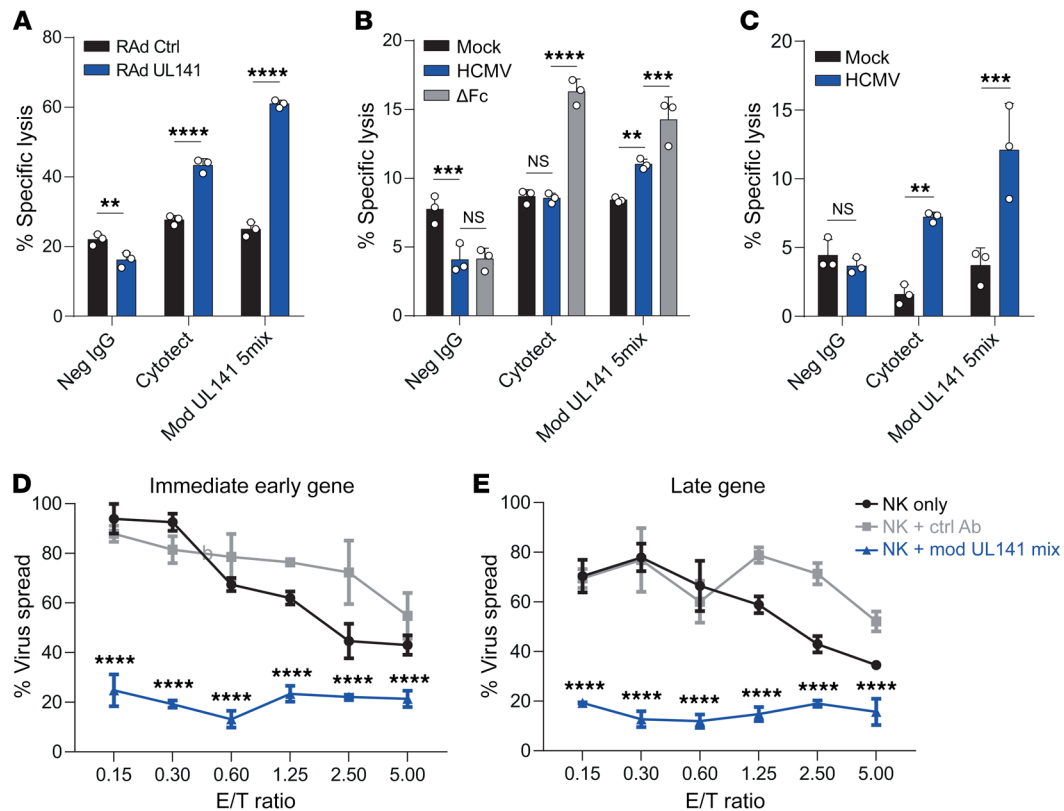 A
% Specific lysis
80
60
40
20
0
RAd Ctrl
RAd UL141
**
****
****
Neg IgG
Cytotect
Mod UL141 5mix
B
% Specific lysis
20
15
10
5
0
Mock
HCMV
ΔFc
***
NS
NS
****
**
***
Neg IgG
Cytotect
Mod UL141 5mix
C
% Specific lysis
20
15
10
5
0
Mock
HCMV
NS
**
***
Neg IgG
Cytotect
Mod UL141 5mix
D
Immediate early gene
% Virus spread
100
80
60
40
20
0
**** **** **** **** **** ****
0.15 0.30 0.60 1.25 2.50 5.00
E/T ratio
E
Late gene
% Virus spread
100
80
60
40
20
0
**** **** **** **** **** ****
0.15 0.30 0.60 1.25 2.50 5.00
E/T ratio
NK only
NK + ctrl Ab
NK + mod UL141 mix